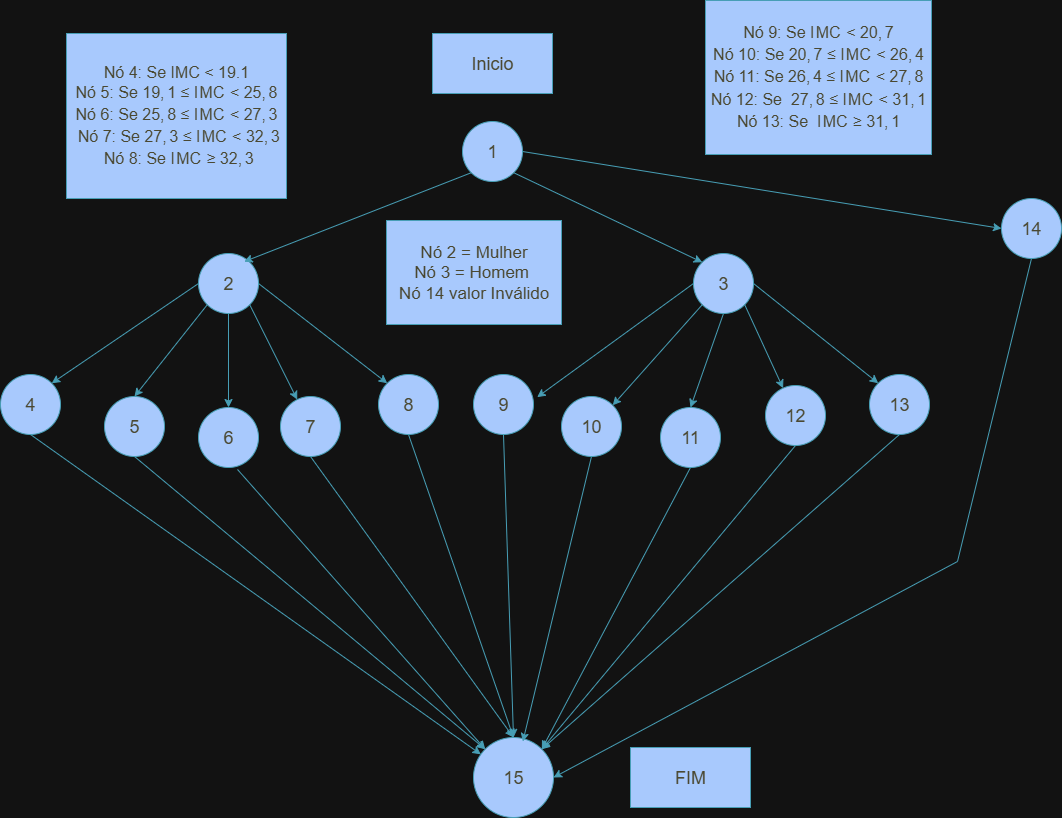 Nó 4: Se IMC < 19.1
Nó 5: Se 19, 1 ≤ IMC < 25, 8
Nó 6: Se 25, 8 ≤ IMC < 27, 3
Nó 7: Se 27, 3 ≤ IMC < 32, 3
Nó 8: Se IMC ≥ 32, 3
Inicio
Nó 9: Se IMC < 20, 7
Nó 10: Se 20, 7 ≤ IMC < 26, 4
Nó 11: Se 26, 4 ≤ IMC < 27, 8
Nó 12: Se 27, 8 ≤ IMC < 31, 1
Nó 13: Se IMC ≥ 31, 1
1
14
Nó 2 = Mulher
Nó 3 = Homem
Nó 14 valor Inválido
2
3
4
5
6
7
8
9
10
11
12
13
15
FIM